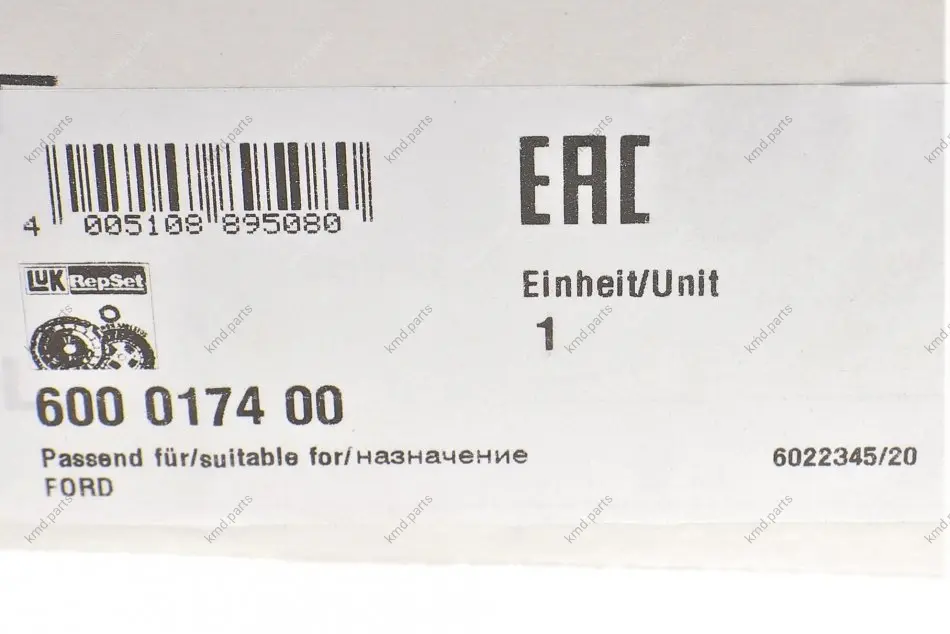 4 005108 895080
EAC
LuK RepSet
Einheit/Unit
1
600 0174 00
Passend für/suitable for/назначение
6022345/20
FORD
kmd.parts